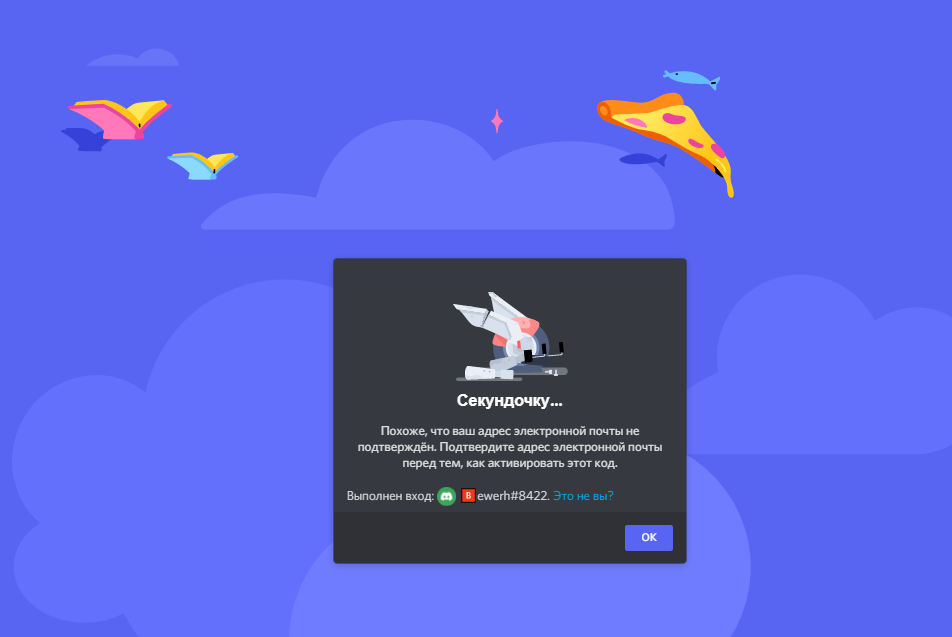 Секундочку...
Похоже, что ваш адрес электронной почты не
подтверждён. Подтвердите адрес электронной почты
перед тем, как активировать этот код.
Выполнен вход: B ewerh#8422. Это не вы?
ОК